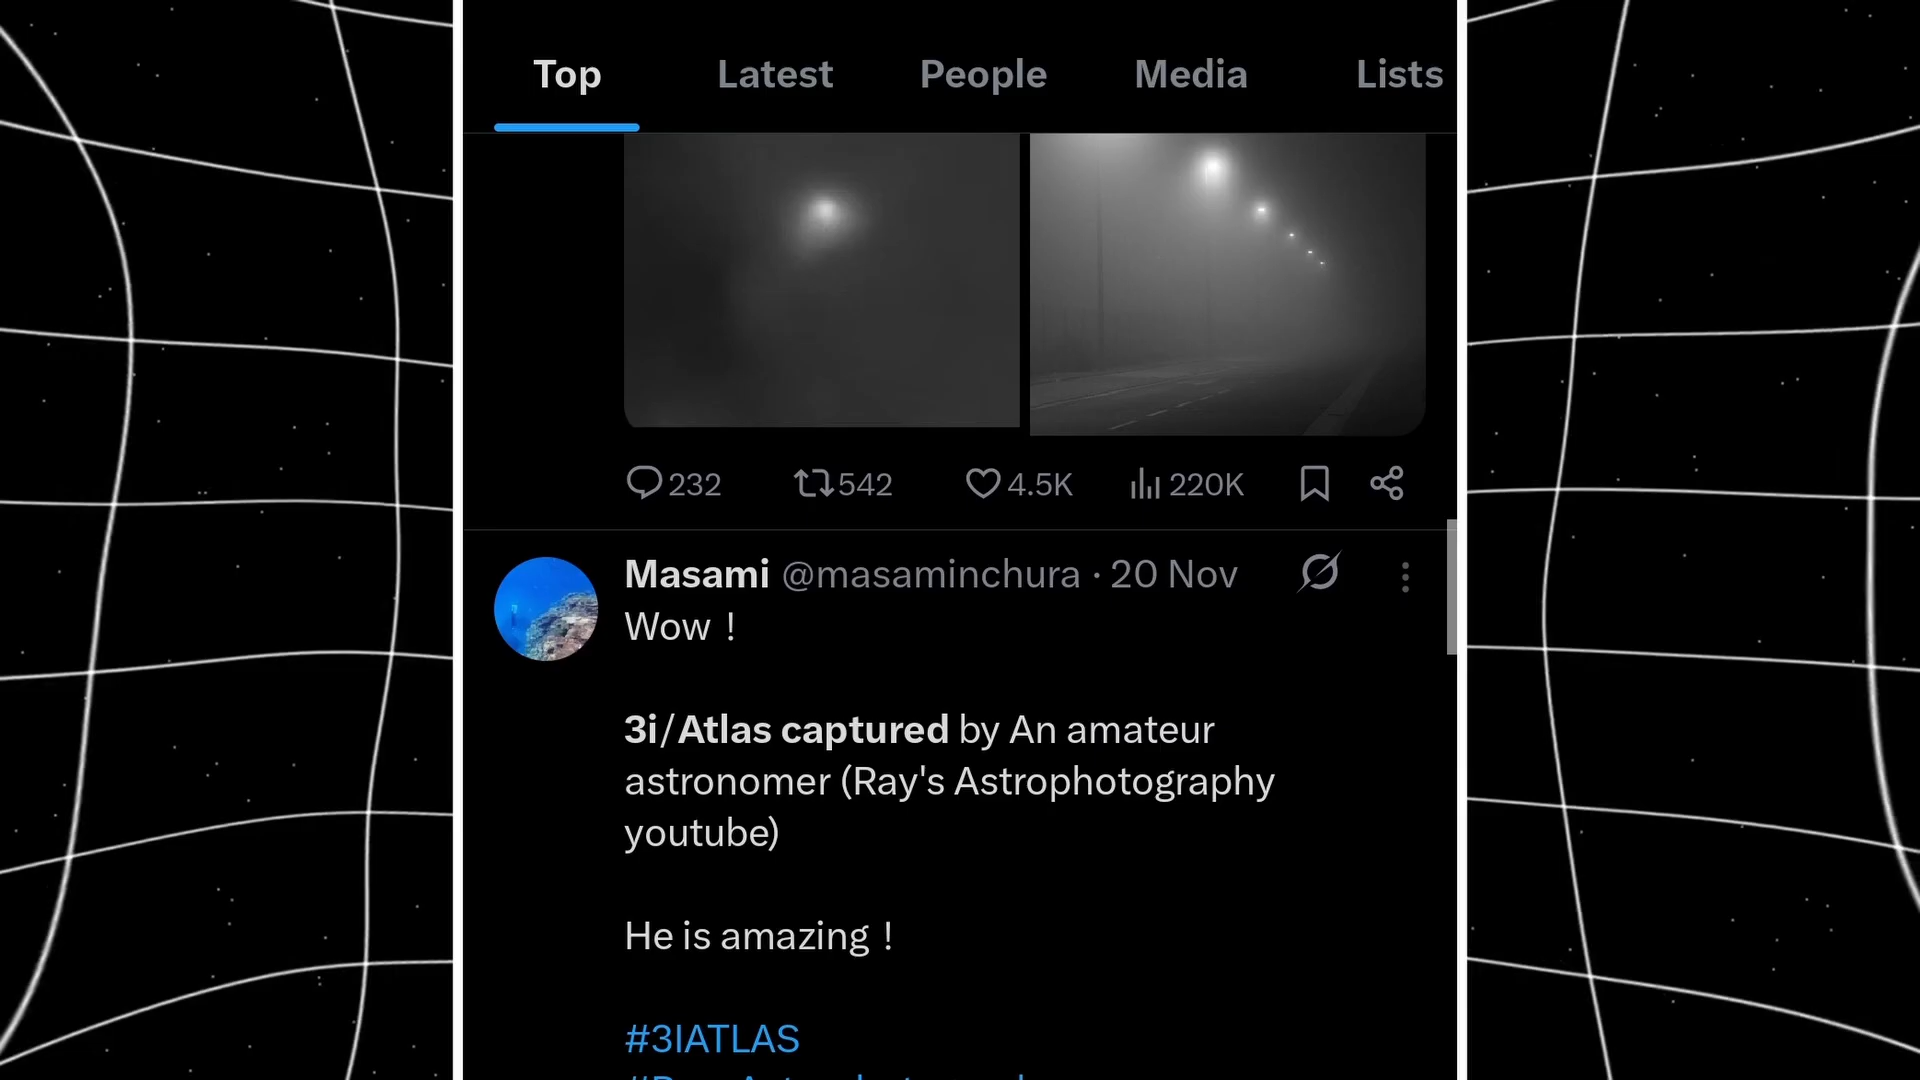 Top Latest People Media Lists
232 542 4.5K 220K
Masami @masaminchura · 20 Nov
Wow !
3i/Atlas captured by An amateur
astronomer (Ray's Astrophotography
youtube)
He is amazing !
#3IATLAS